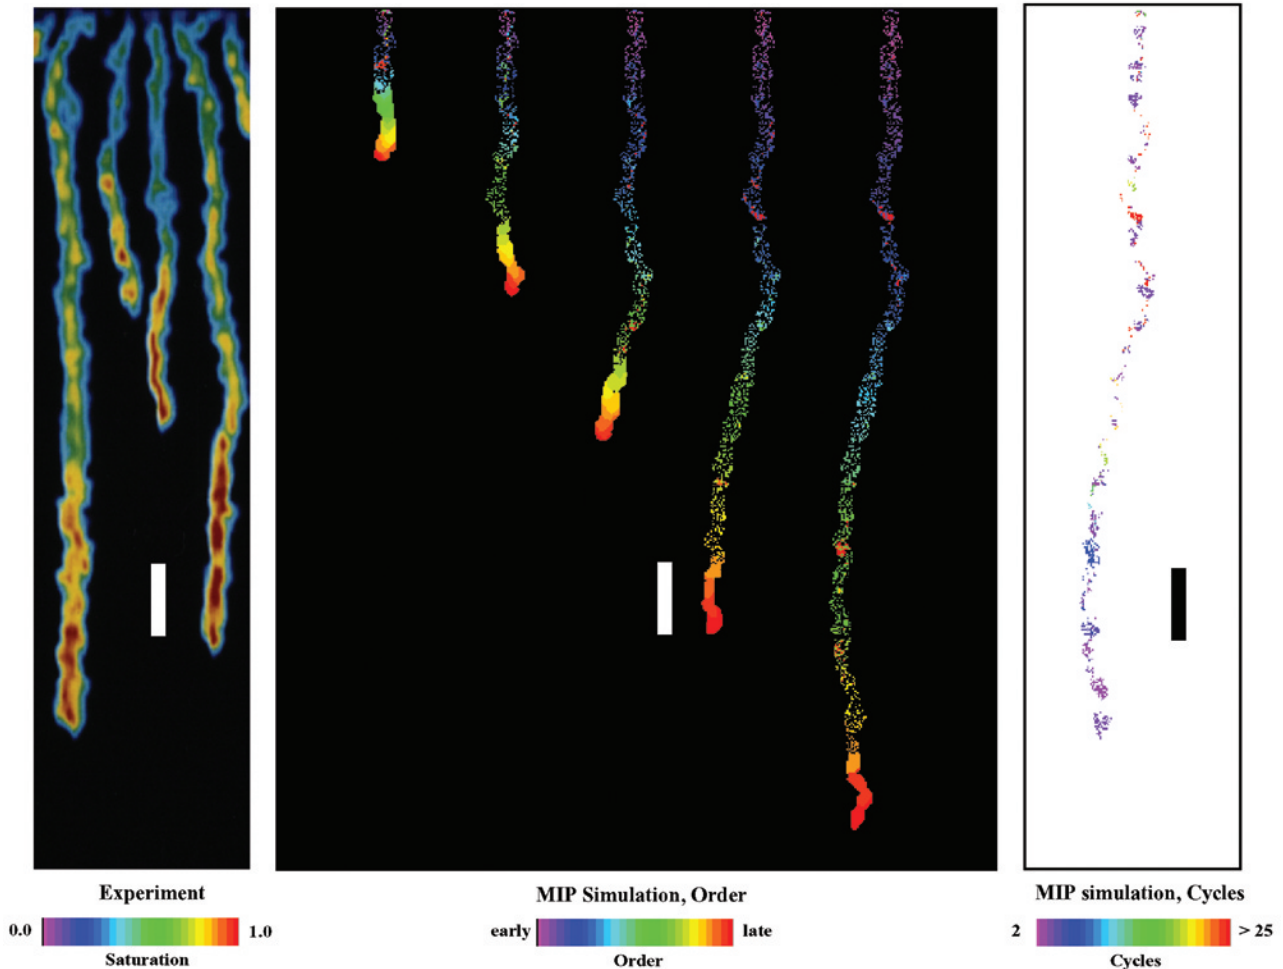 Experiment
0.0 1.0
Saturation
MIP Simulation, Order
early late
Order
MIP simulation, Cycles
2 > 25
Cycles